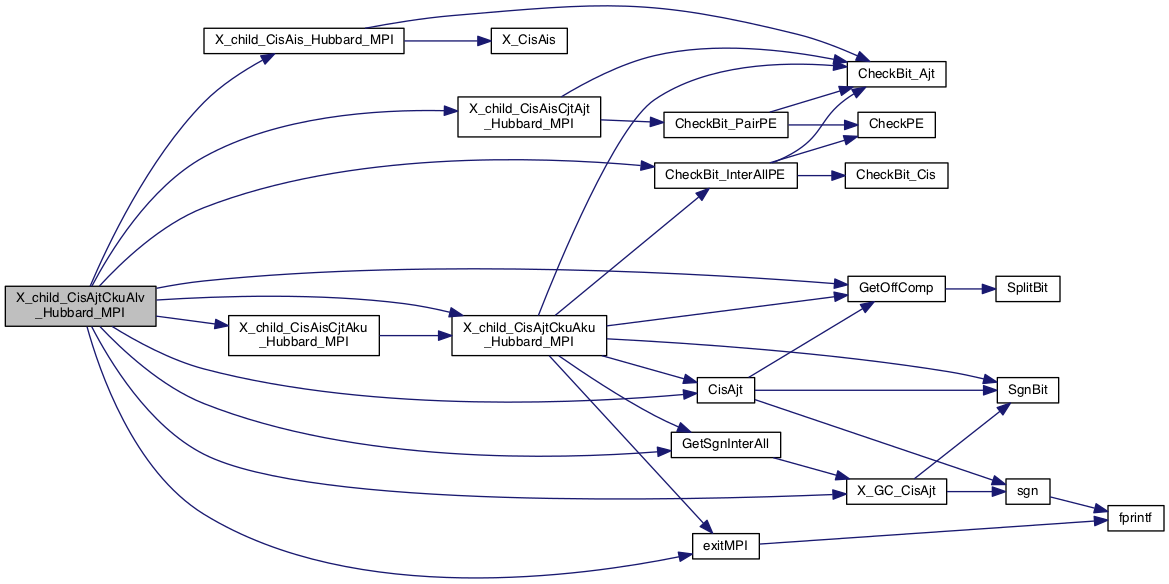 X_child_CisAis_Hubbard_MPI
X_CisAis
CheckBit_Ajt
X_child_CisAisCjtAjt
_Hubbard_MPI
CheckBit_PairPE
CheckPE
CheckBit_InterAllPE
CheckBit_Cis
X_child_CisAjtCkuAlv
_Hubbard_MPI
GetOffComp
SplitBit
X_child_CisAisCjtAku
_Hubbard_MPI
X_child_CisAjtCkuAku
_Hubbard_MPI
CisAjt
SgnBit
GetSgnInterAll
X_GC_CisAjt
sgn
fprintf
exitMPI